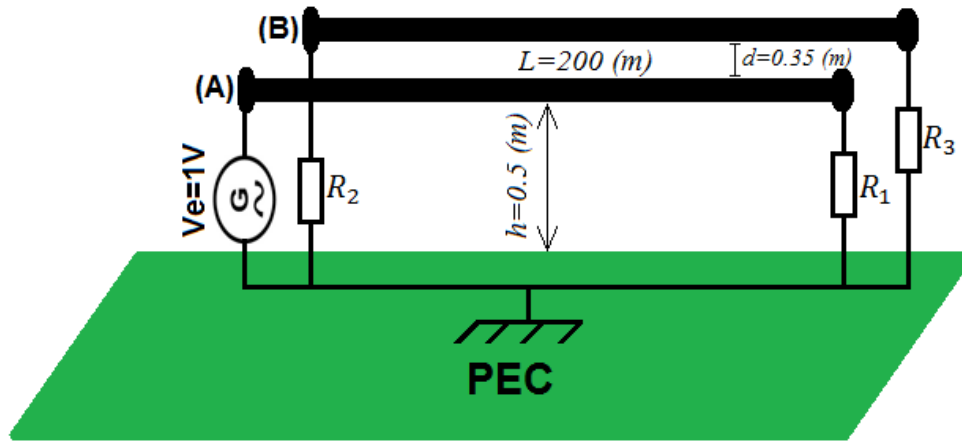 (B)
L=200 (m)
d=0.35 (m)
(A)
Ve=1V
G
R₂
h=0.5 (m)
R₁
R₃
PEC